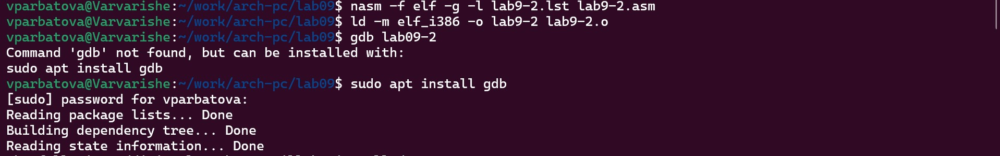 vparbatova@Varvarishe:~/work/arch-pc/lab09$ nasm -f elf -g -l lab9-2.lst lab9-2.asm
vparbatova@Varvarishe:~/work/arch-pc/lab09$ ld -m elf_i386 -o lab9-2 lab9-2.o
vparbatova@Varvarishe:~/work/arch-pc/lab09$ gdb lab09-2
Command 'gdb' not found, but can be installed with:
sudo apt install gdb
vparbatova@Varvarishe:~/work/arch-pc/lab09$ sudo apt install gdb
[sudo] password for vparbatova:
Reading package lists... Done
Building dependency tree... Done
Reading state information... Done